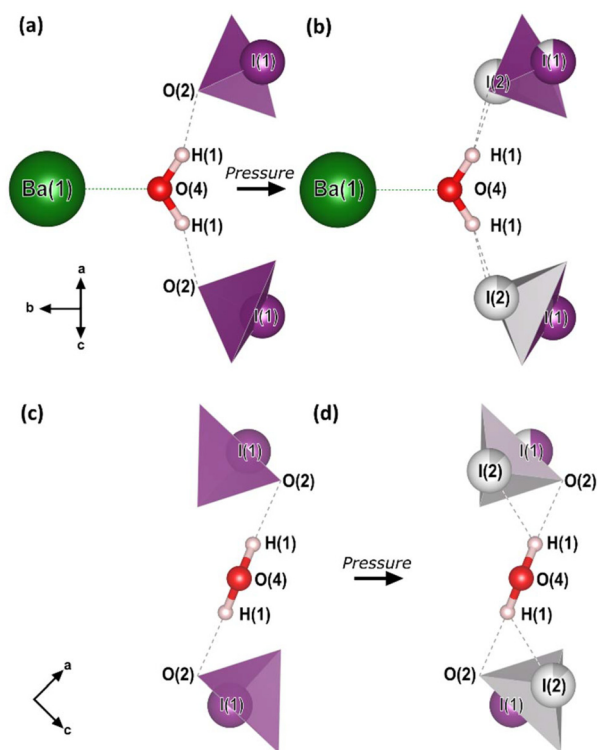 (a)
I(1)
O(2)
H(1)
Ba(1)
O(4)
H(1)
O(2)
I(1)
a
b
c
Pressure
(b)
I(1)
I(2)
H(1)
Ba(1)
O(4)
H(1)
I(2)
I(1)
(c)
I(1)
O(2)
H(1)
O(4)
H(1)
O(2)
I(1)
a
c
Pressure
(d)
I(1)
I(2)
O(2)
H(1)
O(4)
H(1)
O(2)
I(2)
I(1)